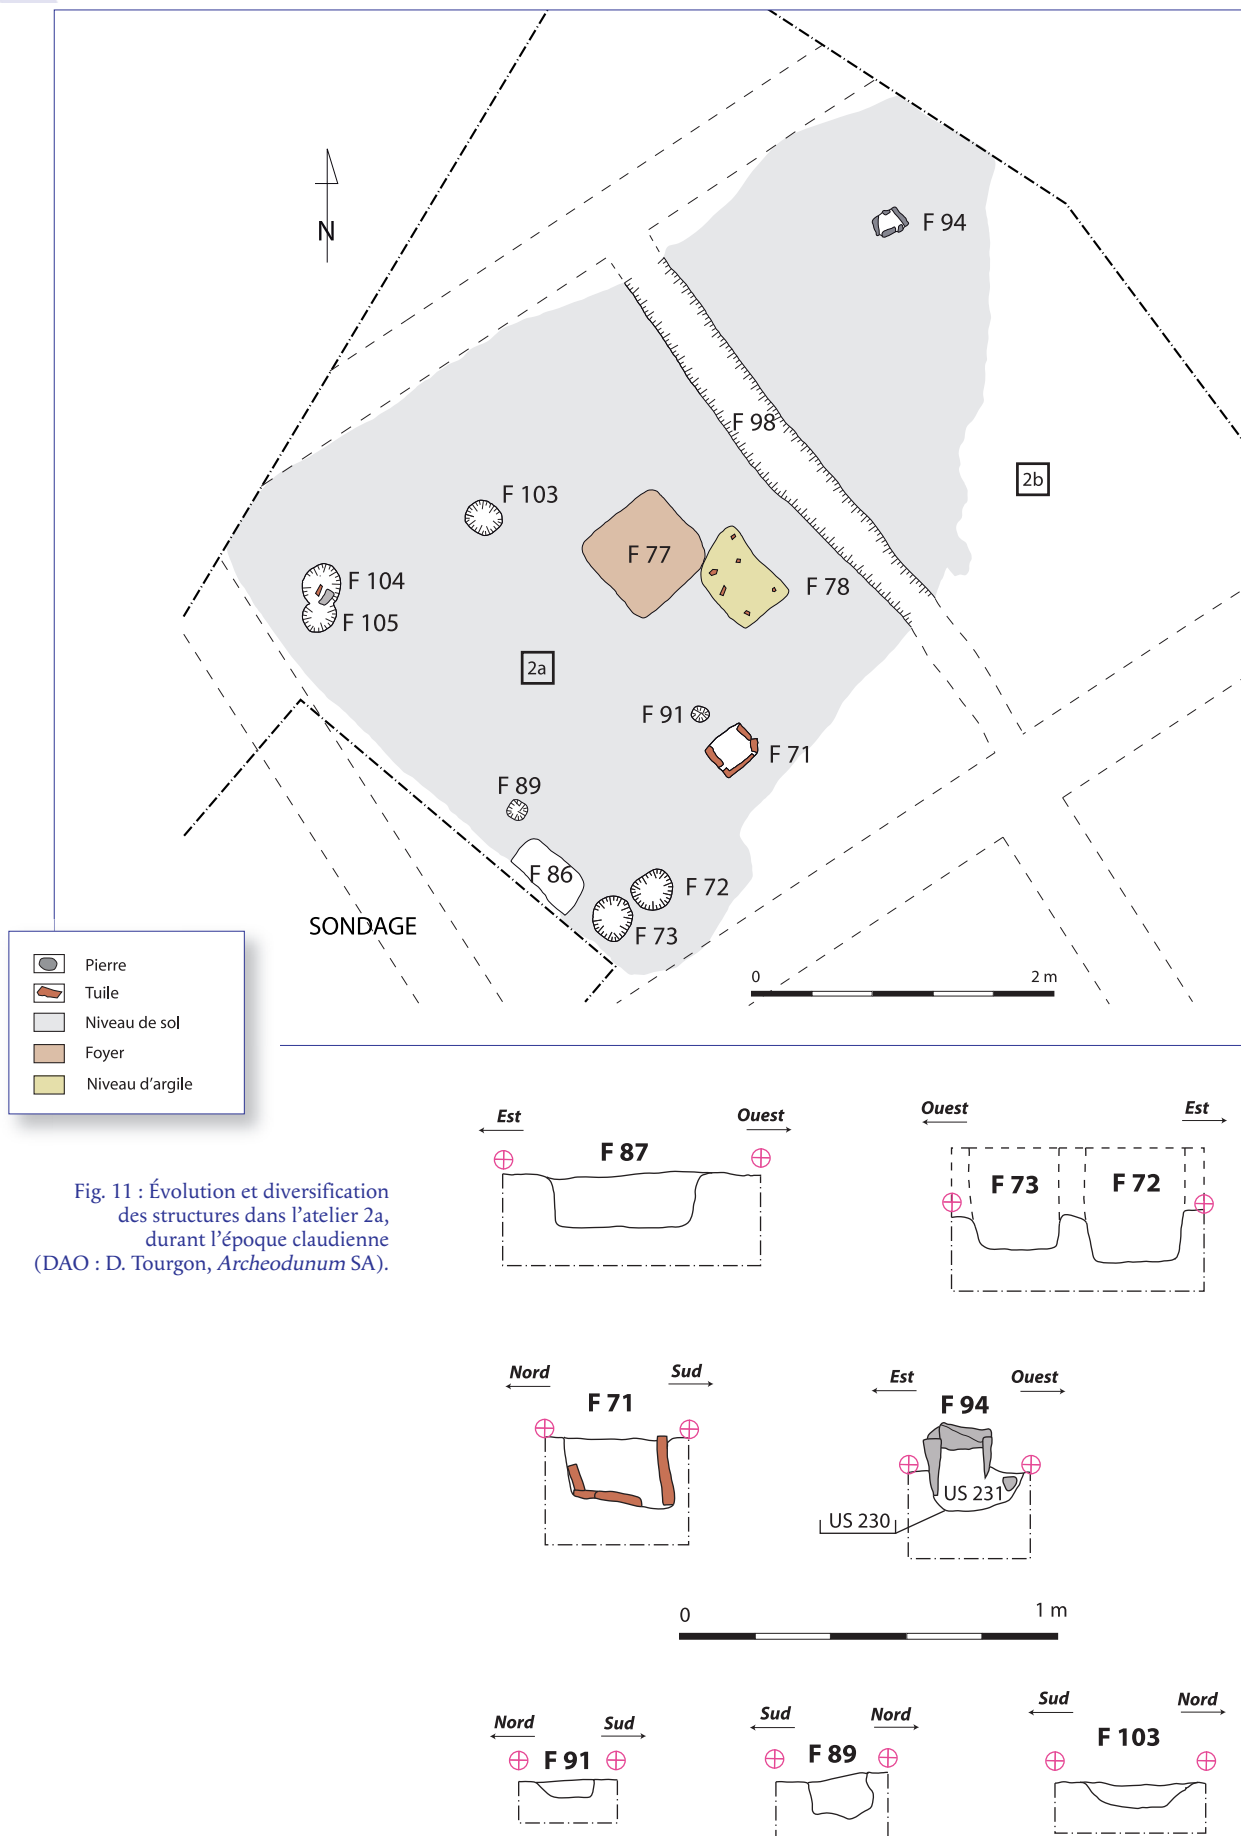 N
F 94
F 98
2b
F 103
F 77
F 78
F 104
F 105
2a
F 91
F 71
F 89
F 86
F 72
F 73
SONDAGE
0 2 m
Pierre
Tuile
Niveau de sol
Foyer
Niveau d'argile
Fig. 11 : Évolution et diversification
des structures dans l'atelier 2a,
durant l'époque claudienne
(DAO : D. Tourgon, Archeodunum SA).
Est Ouest
F 87
Ouest Est
F 73 F 72
Nord Sud
F 71
Est Ouest
F 94
US 231
US 230
0 1 m
Nord Sud
F 91
Sud Nord
F 89
Sud Nord
F 103